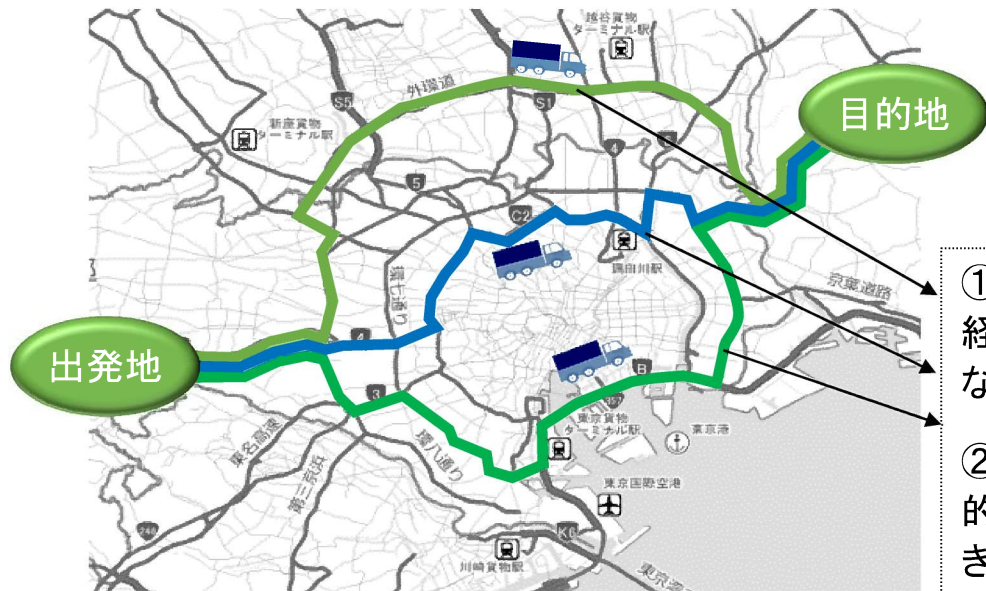 越谷貨物
ターミナル駅
外環道
S5
S1
目的地
新座貨物
ターミナル駅
4
5
C2
隅田川駅
環七通り
京葉道路
①
経
な
4
出発地
3
B
357
東京貨物
ターミナル駅
東京港
環八通り
東名高速
第三京浜
東京国際空港
②
的
き
246
K6
川崎貨物駅
東京湾